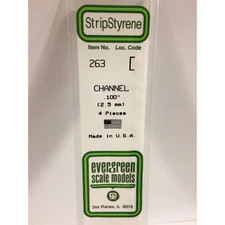 StripStyrene
Item No. Loc. Code
263
CHANNEL
.100"
(2.5 mm)
4 Pieces
Made in U.S.A.
evergreen
scale models
Des Plaines, IL 60018